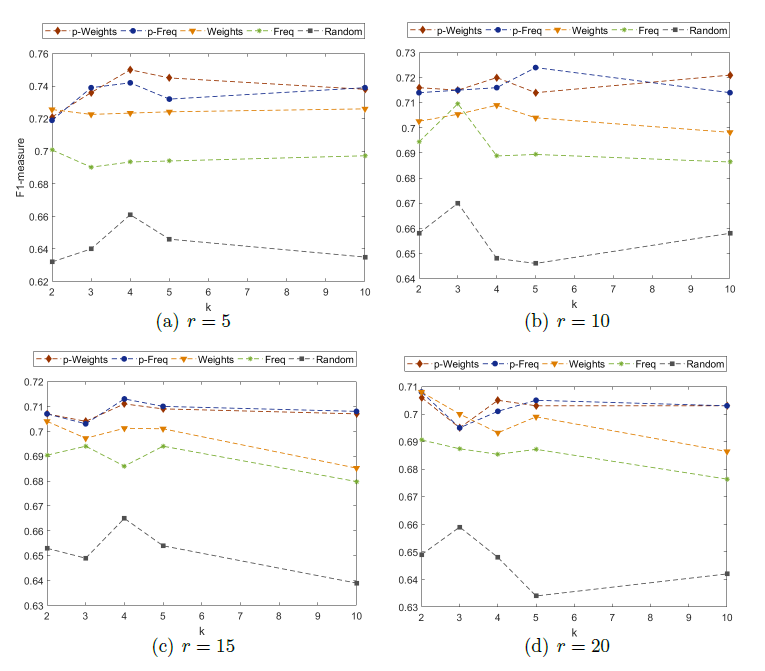 p-Weights p-Freq Weights Freq Random
0.76
0.74
0.72
0.7
0.68
0.66
0.64
0.62
F1-measure
2 3 4 5 6 7 8 9 10
k
(a) r = 5
p-Weights p-Freq Weights Freq Random
0.73
0.72
0.71
0.7
0.69
0.68
0.67
0.66
0.65
0.64
2 3 4 5 6 7 8 9 10
k
(b) r = 10
p-Weights p-Freq Weights Freq Random
0.72
0.71
0.7
0.69
0.68
0.67
0.66
0.65
0.64
0.63
2 3 4 5 6 7 8 9 10
k
(c) r = 15
p-Weights p-Freq Weights Freq Random
0.71
0.7
0.69
0.68
0.67
0.66
0.65
0.64
0.63
2 3 4 5 6 7 8 9 10
k
(d) r = 20